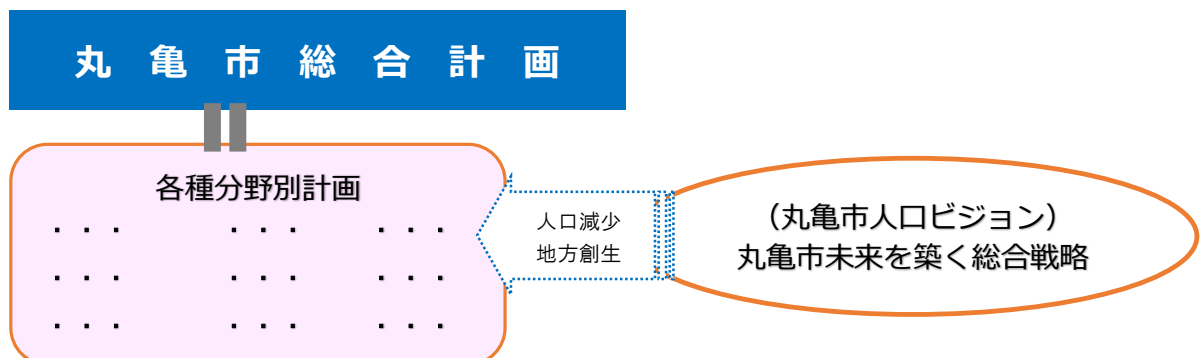 丸亀市総合計画
各種分野別計画
・・・　・・・　・・・
・・・　・・・　・・・
・・・　・・・　・・・
人口減少
地方創生
（丸亀市人口ビジョン）
丸亀市未来を築く総合戦略